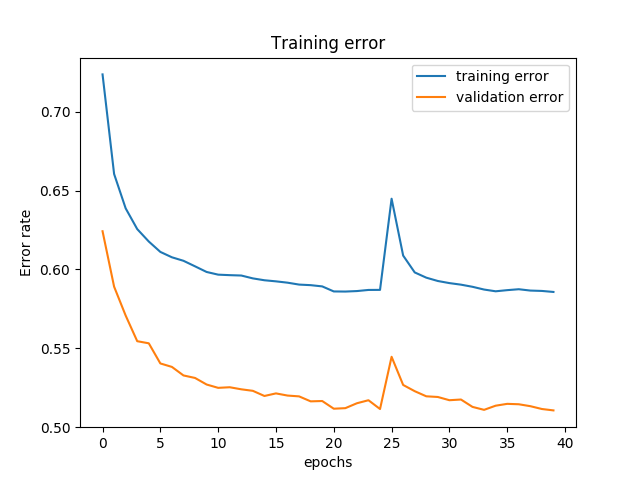 Training error
training error
validation error
0.70
0.65
0.60
0.55
0.50
Error rate
0 5 10 15 20 25 30 35 40
epochs